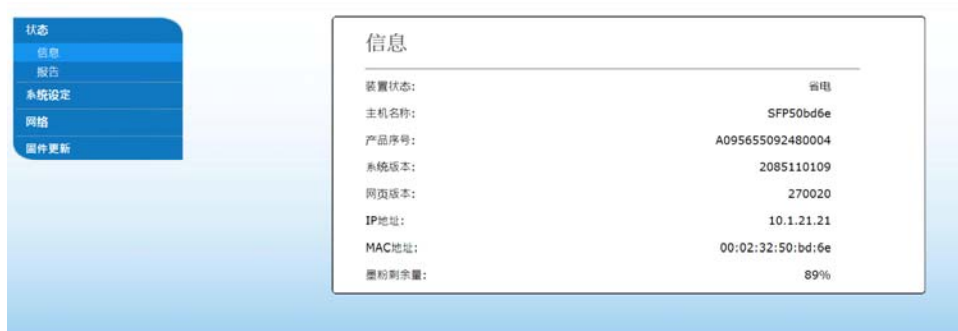 状态
信息
报告
系统设定
网络
固件更新
信息
装置状态: 省电
主机名称: SFP50bd6e
产品序号: A095655092480004
系统版本: 2085110109
网页版本: 270020
IP地址: 10.1.21.21
MAC地址: 00:02:32:50:bd:6e
墨粉剩余量: 89%